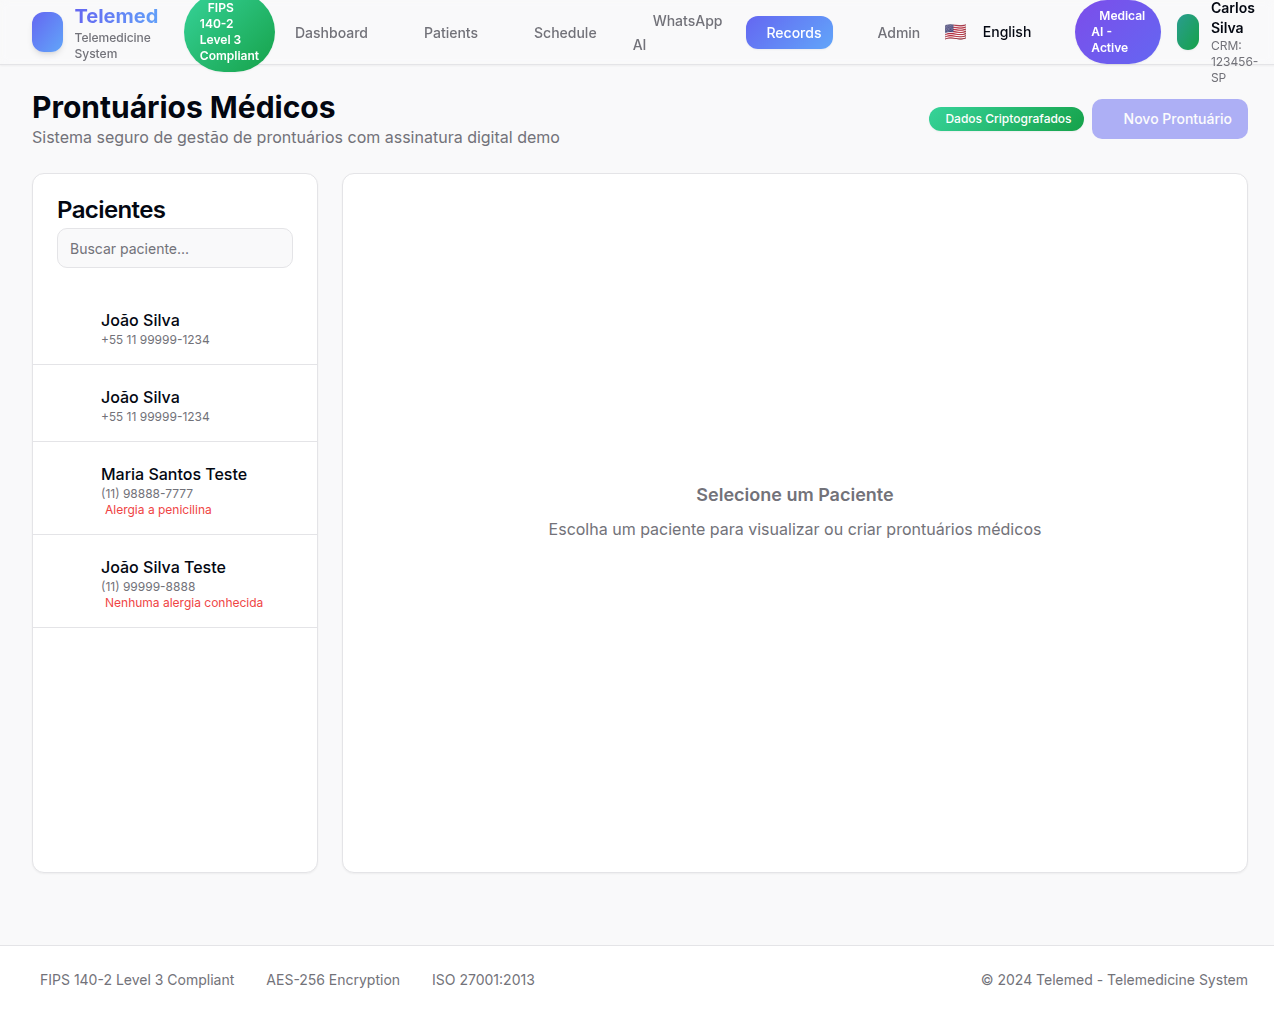 Telemed
Telemedicine
System
FIPS
140-2
Level 3
Compliant
Dashboard
Patients
Schedule
WhatsApp
AI
Records
Admin
English
Medical
AI -
Active
Carlos
Silva
CRM:
123456-
SP
Prontuários Médicos
Sistema seguro de gestão de prontuários com assinatura digital demo
Dados Criptografados
Novo Prontuário
Pacientes
Buscar paciente...
João Silva
+55 11 99999-1234
João Silva
+55 11 99999-1234
Maria Santos Teste
(11) 98888-7777
Alergia a penicilina
João Silva Teste
(11) 99999-8888
Nenhuma alergia conhecida
Selecione um Paciente
Escolha um paciente para visualizar ou criar prontuários médicos
FIPS 140-2 Level 3 Compliant
AES-256 Encryption
ISO 27001:2013
© 2024 Telemed - Telemedicine System